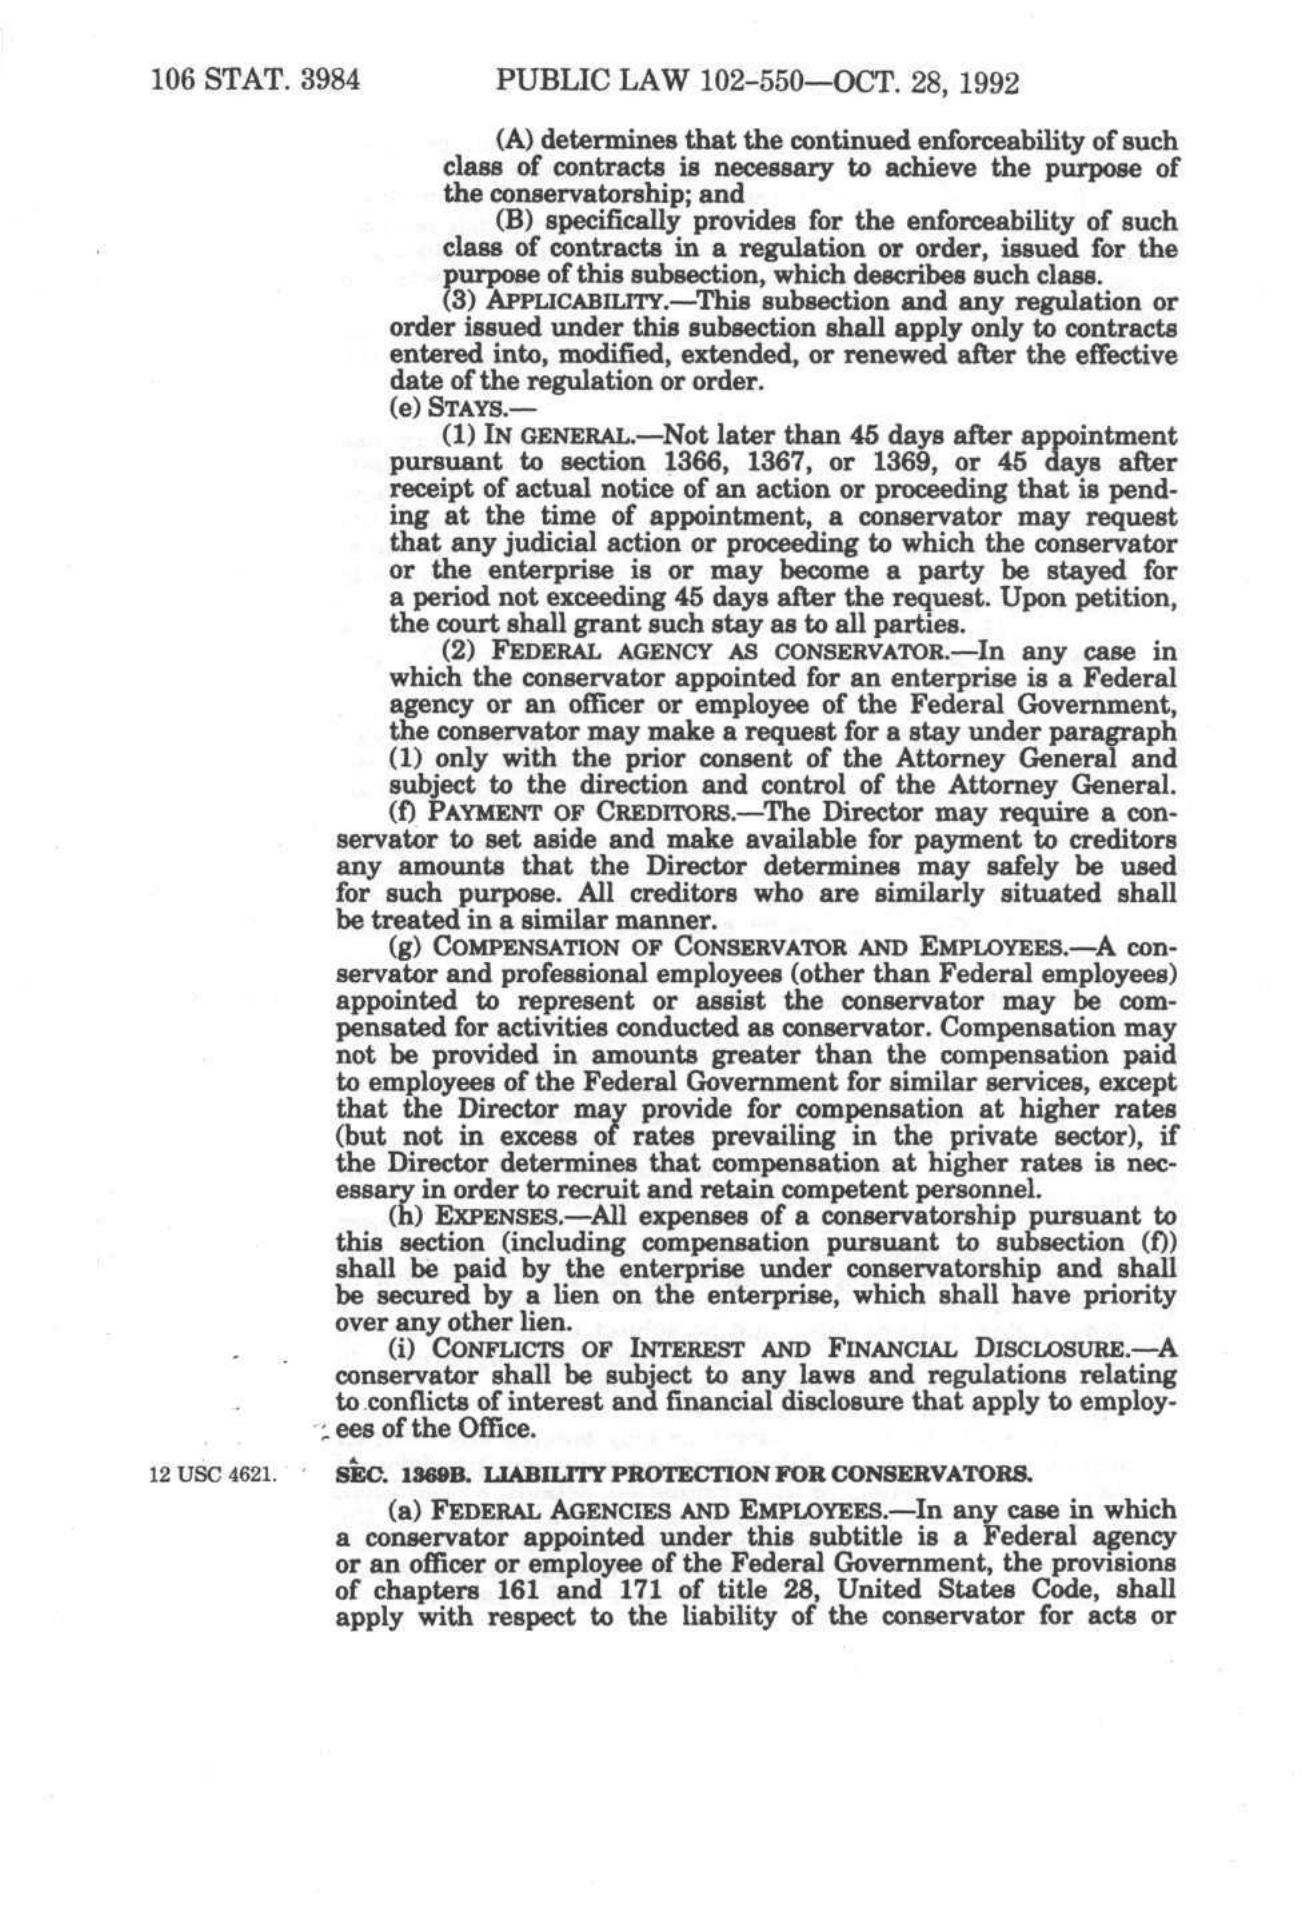 106 STAT. 3984
PUBLIC LAW 102-550—OCT. 28, 1992
(A) determines that the continued enforceability of such
class of contracts is necessary to achieve the purpose of
the conservatorship; and
(B) specifically provides for the enforceability of such
class of contracts in a regulation or order, issued for the
purpose of this subsection, which describes such class.
(3) APPLICABILITY.—This subsection and any regulation or
order issued under this subsection shall apply only to contracts
entered into, modified, extended, or renewed after the effective
date of the regulation or order.
(e) STAYS.—
(1) IN GENERAL.—Not later than 45 days after appointment
pursuant to section 1366, 1367, or 1369, or 45 days after
receipt of actual notice of an action or proceeding that is pend-
ing at the time of appointment, a conservator may request
that any judicial action or proceeding to which the conservator
or the enterprise is or may become a party be stayed for
a period not exceeding 45 days after the request. Upon petition,
the court shall grant such stay as to all parties.
(2) FEDERAL AGENCY AS CONSERVATOR.—In any case in
which the conservator appointed for an enterprise is a Federal
agency or an officer or employee of the Federal Government,
the conservator may make a request for a stay under paragraph
(1) only with the prior consent of the Attorney General and
subject to the direction and control of the Attorney General.
(f) PAYMENT OF CREDITORS.—The Director may require a con-
servator to set aside and make available for payment to creditors
any amounts that the Director determines may safely be used
for such purpose. All creditors who are similarly situated shall
be treated in a similar manner.
(g) COMPENSATION OF CONSERVATOR AND EMPLOYEES.—A con-
servator and professional employees (other than Federal employees)
appointed to represent or assist the conservator may be com-
pensated for activities conducted as conservator. Compensation may
not be provided in amounts greater than the compensation paid
to employees of the Federal Government for similar services, except
that the Director may provide for compensation at higher rates
(but not in excess of rates prevailing in the private sector), if
the Director determines that compensation at higher rates is nec-
essary in order to recruit and retain competent personnel.
(h) EXPENSES.—All expenses of a conservatorship pursuant to
this section (including compensation pursuant to subsection (f))
shall be paid by the enterprise under conservatorship and shall
be secured by a lien on the enterprise, which shall have priority
over any other lien.
(i) CONFLICTS OF INTEREST AND FINANCIAL DISCLOSURE.—A
conservator shall be subject to any laws and regulations relating
to conflicts of interest and financial disclosure that apply to employ-
ees of the Office.
12 USC 4621.
SEC. 1369B. LIABILITY PROTECTION FOR CONSERVATORS.
(a) FEDERAL AGENCIES AND EMPLOYEES.—In any case in which
a conservator appointed under this subtitle is a Federal agency
or an officer or employee of the Federal Government, the provisions
of chapters 161 and 171 of title 28, United States Code, shall
apply with respect to the liability of the conservator for acts or